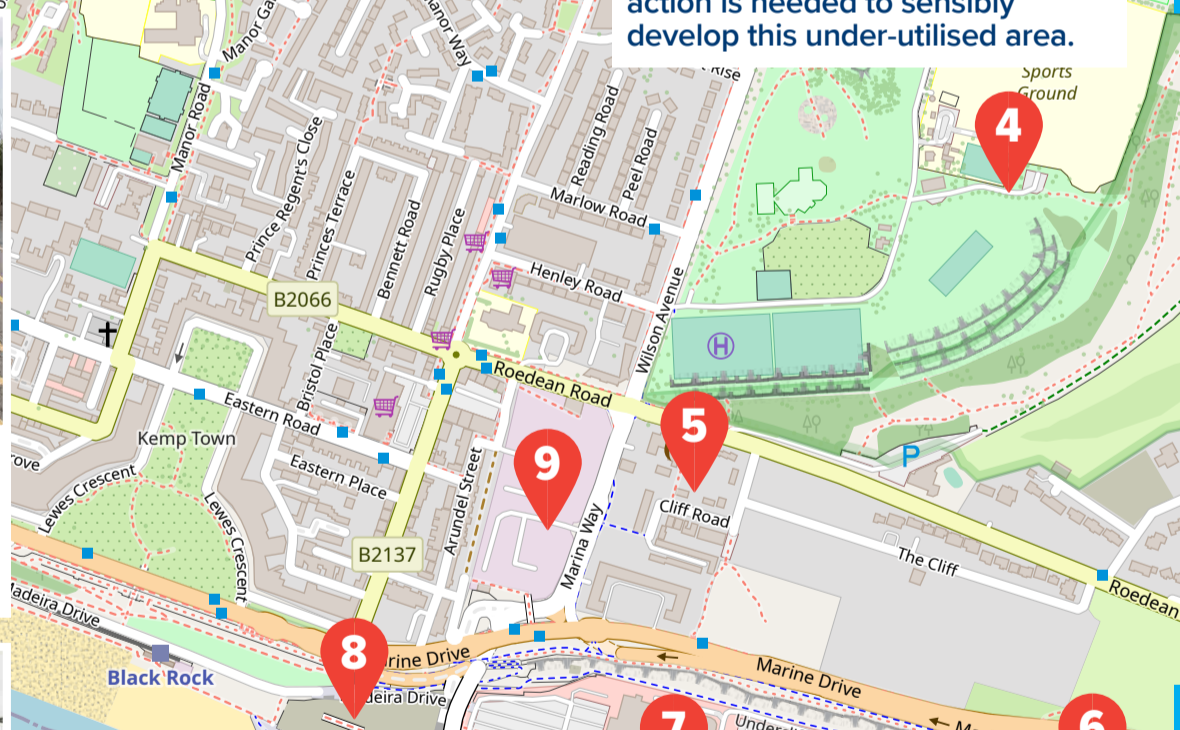 action is needed to sensibly
develop this under-utilised area.
Manor Way
Rise
Sports
Ground
4
Manor Road
Reading Road
Peel Road
Prince Regent's Close
Princes Terrace
Bennett Road
Rugby Place
Marlow Road
Henley Road
Wilson Avenue
B2066
H
Bristol Place
Roedean Road
Eastern Road
Kemp Town
5
P
9
Lewes Crescent
Lewes Crescent
Eastern Place
Arundel Street
Cliff Road
Marina Way
B2137
The Cliff
Roedean
Madeira Drive
8
Marine Drive
Marine Drive
Black Rock
Madeira Drive
7
6